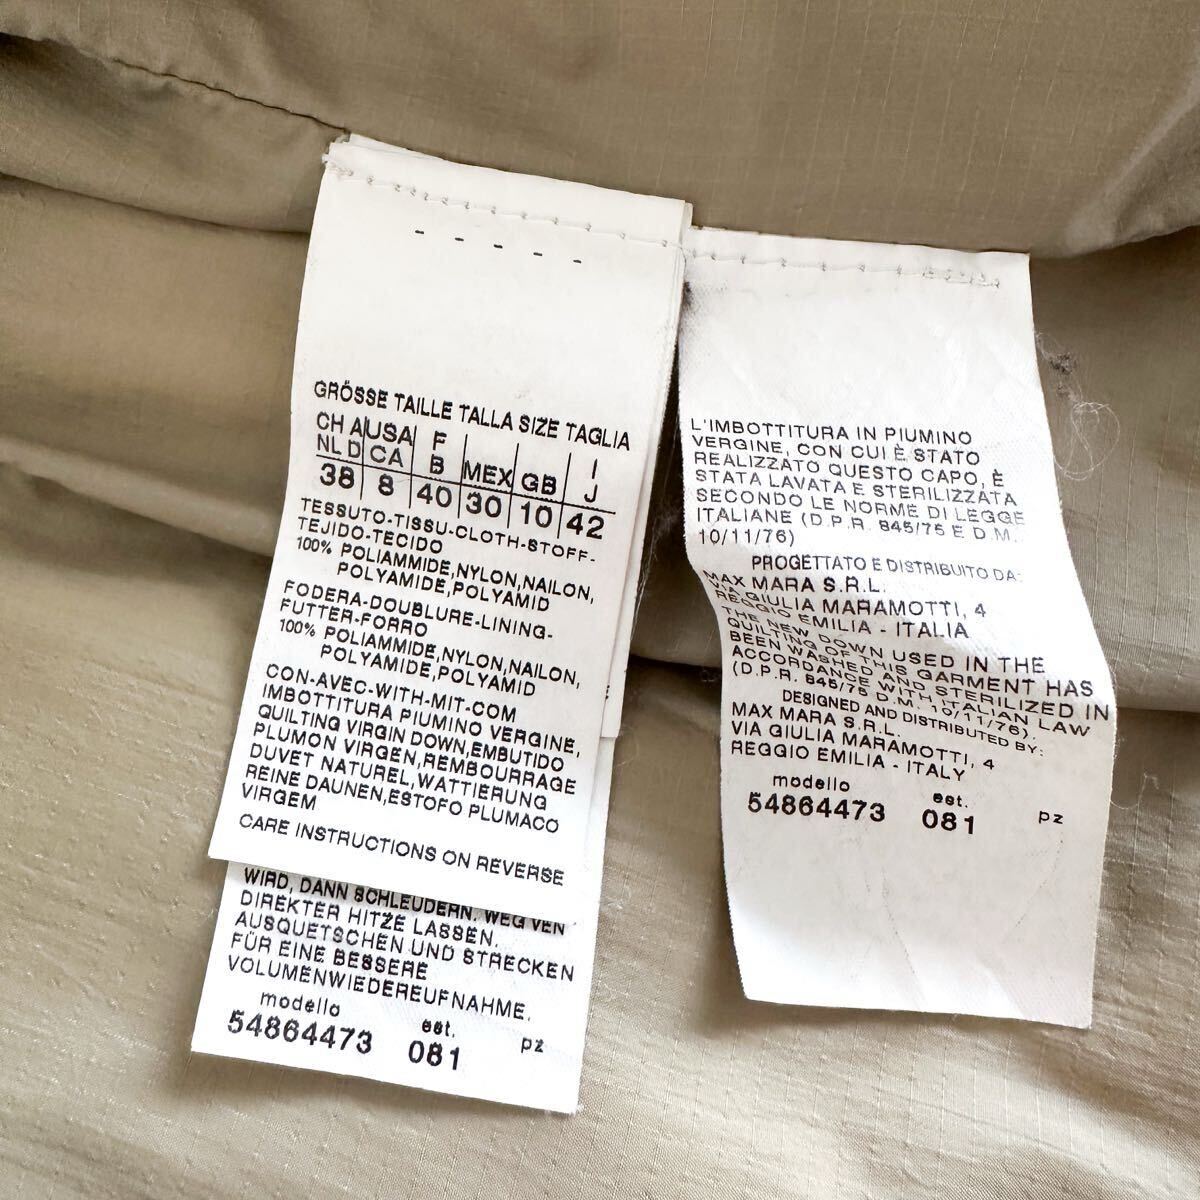 - - - - -
GRÖSSE TAILLE TALLA SIZE TAGLIA
CH A USA F MEX GB I
NL D CA B J
38 8 40 30 10 42
TESSUTO-TISSU-CLOTH-STOFF-
TEJIDO-TECIDO
100% POLIAMMIDE,NYLON,NAILON,
POLYAMIDE,POLYAMID
FODERA-DOUBLURE-LINING-
FUTTER-FORRO
100% POLIAMMIDE,NYLON,NAILON,
POLYAMIDE,POLYAMID
CON-AVEC-WITH-MIT-COM
IMBOTTITURA PIUMINO VERGINE,
QUILTING VIRGIN DOWN,EMBUTIDO
PLUMON VIRGEN,REMBOURRAGE
DUVET NATUREL,WATTIERUNG
REINE DAUNEN,ESTOFO PLUMACO
VIRGEM
CARE INSTRUCTIONS ON REVERSE
WIRD, DANN SCHLEUDERN. WEG VEN
DIREKTER HITZE LASSEN.
AUSQUETSCHEN UND STRECKEN
FÜR EINE BESSERE
VOLUMENWIEDEREUFNAHME.
modello est.
54864473 081 pz
L'IMBOTTITURA IN PIUMINO
VERGINE, CON CUI È STATO
REALIZZATO QUESTO CAPO, È
STATA LAVATA E STERILIZZATA
SECONDO LE NORME DI LEGGE
ITALIANE (D.P.R. 845/75 E D.M.
10/11/76)
PROGETTATO E DISTRIBUITO DA:
MAX MARA S.R.L.
VIA GIULIA MARAMOTTI, 4
REGGIO EMILIA - ITALIA
THE NEW DOWN USED IN THE
QUILTING OF THIS GARMENT HAS
BEEN WASHED AND STERILIZED IN
ACCORDANCE WITH ITALIAN LAW
(D.P.R. 845/75 D.M. 10/11/76).
DESIGNED AND DISTRIBUTED BY:
MAX MARA S.R.L.
VIA GIULIA MARAMOTTI, 4
REGGIO EMILIA - ITALY
modello est.
54864473 081 pz